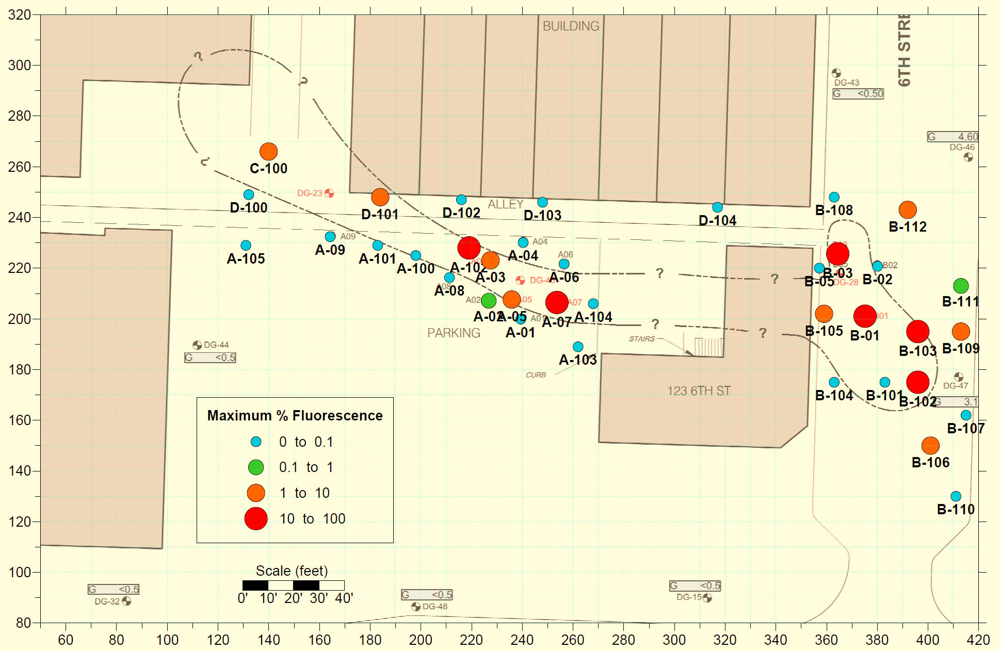 320
300
280
260
240
220
200
180
160
140
120
100
80
60
80
100
120
140
160
180
200
220
240
260
280
300
320
340
360
380
400
420
BUILDING
6TH STRE
DG-43
G <0.50
G 4.60
DG-46
?
?
?
C-100
DG-23
D-100
D-101
D-102
ALLEY
D-103
D-104
B-108
B-112
A-105
A09
A-09
A-101
A-100
A-102
A-03
A04
A-04
A06
A-06
?
?
B-03
B-05
DG-28
B02
B-02
B-111
A08
A-08
A02
A-02
A05
A-05
A01
A-01
A07
A-07
A-104
?
?
B-105
B01
B-01
B-103
B-109
PARKING
STAIRS
A-103
CURB
DG-44
G <0.5
123 6TH ST
B-104
B-101
B-102
DG-47
G 3.1
B-107
B-106
B-110
Maximum % Fluorescence
0 to 0.1
0.1 to 1
1 to 10
10 to 100
Scale (feet)
0' 10' 20' 30' 40'
G <0.5
DG-32
G <0.5
DG-48
G <0.5
DG-15